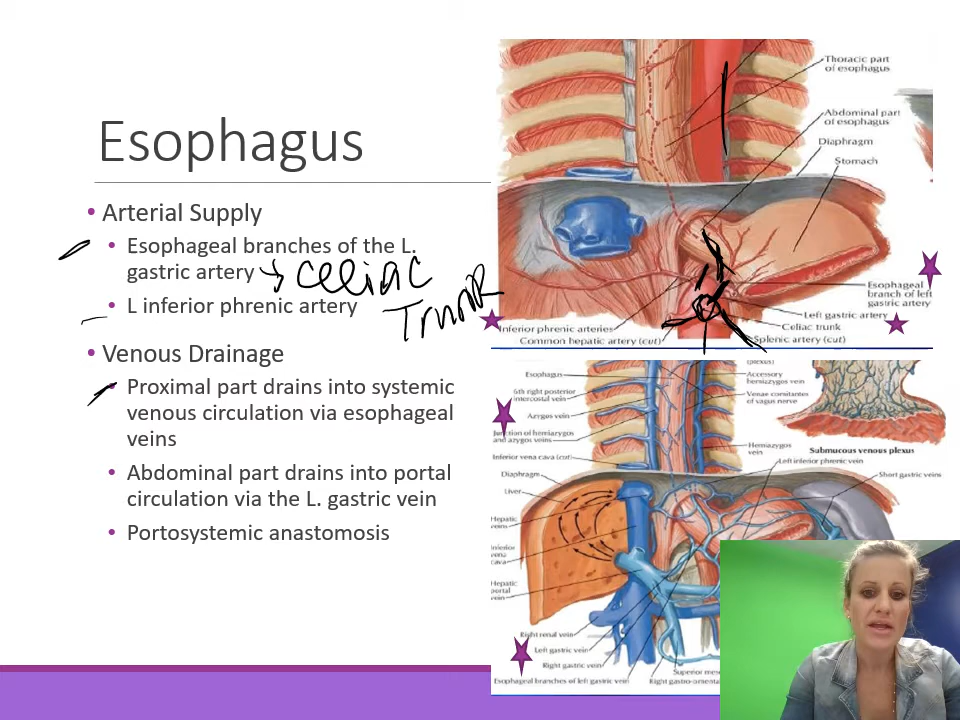 Esophagus
• Arterial Supply
• Esophageal branches of the L.
gastric artery
celiac
Trunk
• L inferior phrenic artery
• Venous Drainage
• Proximal part drains into systemic
venous circulation via esophageal
veins
• Abdominal part drains into portal
circulation via the L. gastric vein
• Portosystemic anastomosis
Thoracic part
of esophagus
Abdominal part
of esophagus
Diaphragm
Stomach
Esophageal
branch of left
gastric artery
Left gastric artery
Celiac trunk
Splenic artery (cut)
Inferior phrenic arteries
Common hepatic artery (cut)
(plexus)
Esophagus
Accessory
hemiazygos vein
6th right posterior
intercostal vein
Venae comitantes
of vagus nerve
Azygos vein
Junction of hemiazygos
and azygos veins
Hemiazygos
vein
Submucous venous plexus
Inferior vena cava (cut)
Left inferior phrenic vein
Diaphragm
Short gastric veins
Liver
Hepatic
veins
Inferior
vena
cava
Hepatic
portal
vein
Right renal vein
Left gastric vein
Right gastric vein
Esophageal branches of left gastric vein
Superior